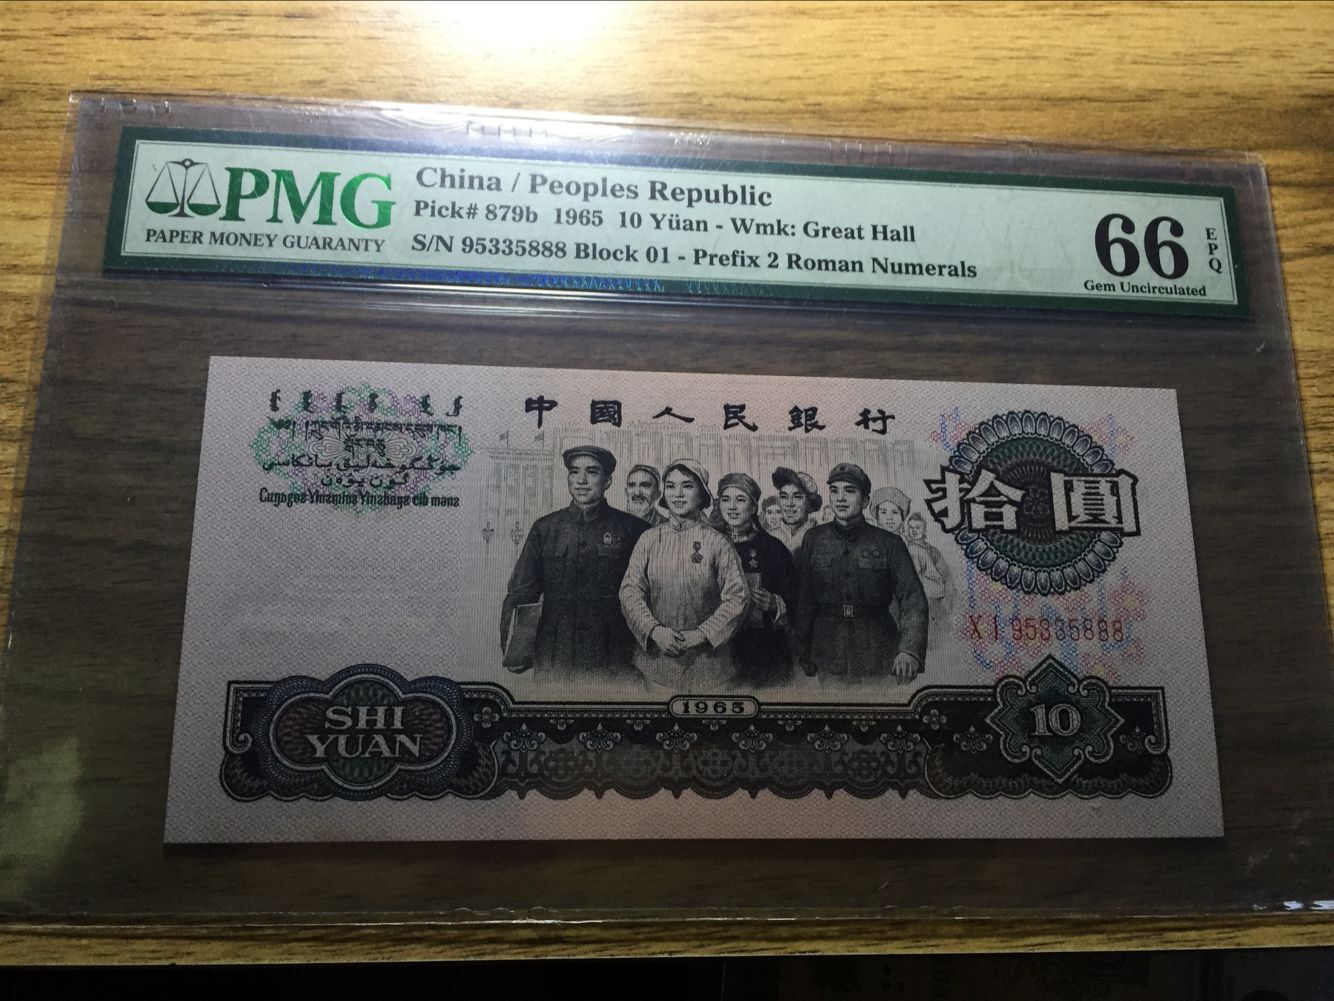 PMG
PAPER MONEY GUARANTY
China / Peoples Republic
Pick# 879b 1965 10 Yüan - Wmk: Great Hall
S/N 95335888 Block 01 - Prefix 2 Roman Numerals
66
EPQ
Gem Uncirculated
中國人民銀行
拾圓
X I 95335888
1965
SHI
YUAN
10